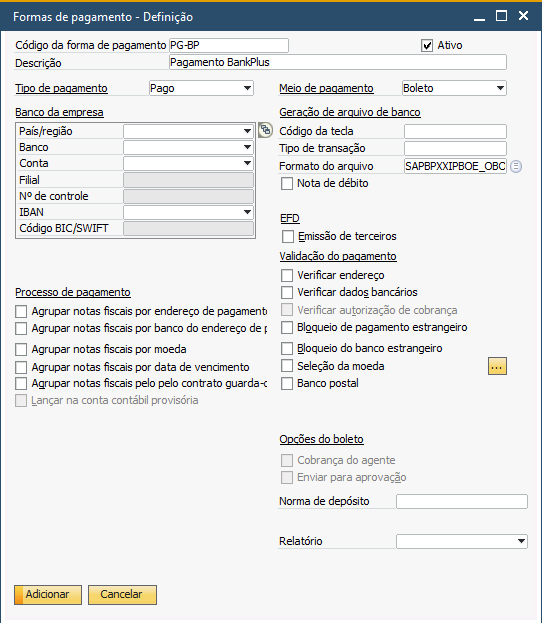 Formas de pagamento - Definição
Código da forma de pagamento PG-BP
Ativo
Descrição Pagamento BankPlus
Tipo de pagamento Pago
Meio de pagamento Boleto
Banco da empresa
País/região
Banco
Conta
Filial
Nº de controle
IBAN
Código BIC/SWIFT
Geração de arquivo de banco
Código da tecla
Tipo de transação
Formato do arquivo SAPBPXXIPBOE_OBC
Nota de débito
EFD
Emissão de terceiros
Validação do pagamento
Verificar endereço
Verificar dados bancários
Verificar autorização de cobrança
Bloqueio de pagamento estrangeiro
Bloqueio do banco estrangeiro
Seleção da moeda ...
Banco postal
Processo de pagamento
Agrupar notas fiscais por endereço de pagamento
Agrupar notas fiscais por banco do endereço de p
Agrupar notas fiscais por moeda
Agrupar notas fiscais por data de vencimento
Agrupar notas fiscais pelo pelo contrato guarda-c
Lançar na conta contábil provisória
Opções do boleto
Cobrança do agente
Enviar para aprovação
Norma de depósito
Relatório
Adicionar Cancelar